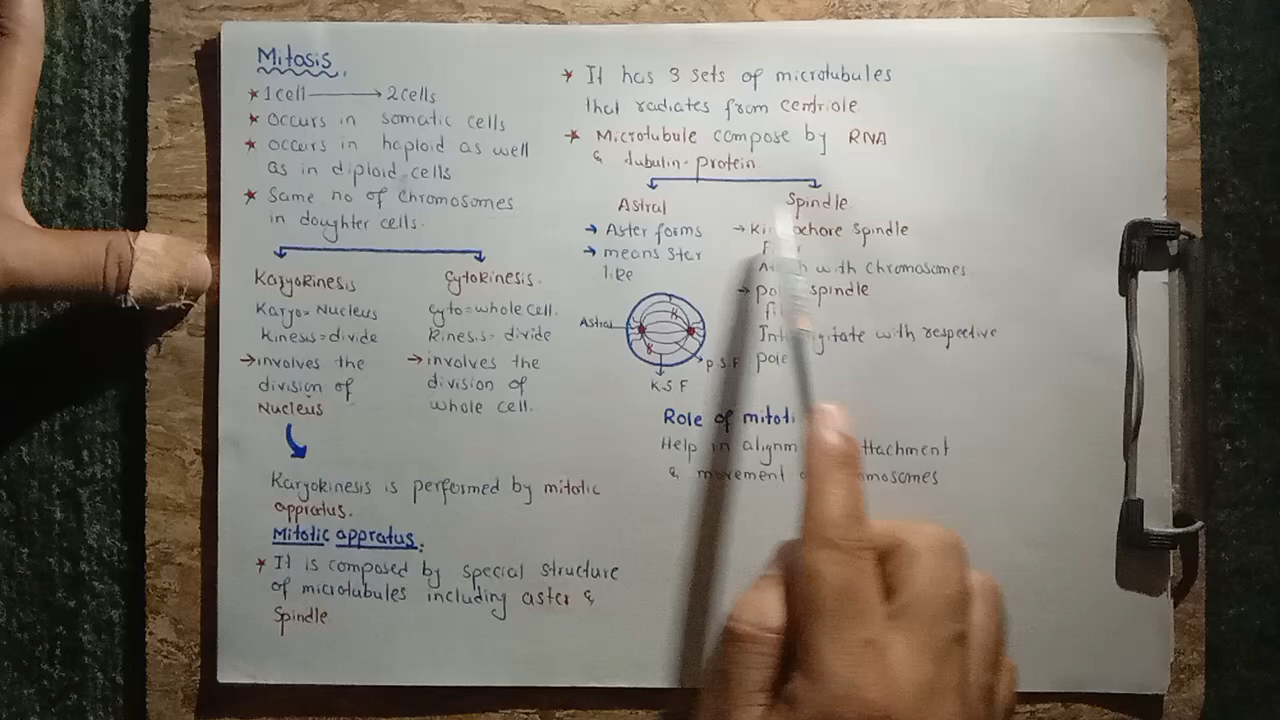 Mitosis.
* 1 cell → 2 cells
* occurs in somatic cells
* occurs in haploid as well
as in diploid cells
* Same no of chromosomes
in doughter cells.
Karyokinesis
Karyo = Nucleus
Kinesis = divide
→ involves the
division of
Nucleus
Cytokinesis.
Cyto = whole cell.
Kinesis = divide
→ involves the
division of
whole cell.
Karyokinesis is performed by mitotic
appratus.
Mitotic appratus:
* It is composed by special structure
of microtubules including aster &
Spindle
* It has 3 sets of microtubules
that radiates from centriole
* Microtubule compose by RNA
& tubulin-protein
Astral
→ Aster forms
→ means ster
like
Spindle
→ spindle
with chromosomes
→ spindle
with respective
pole
Astral
P.S.F
K.S.F
Role of
Help in
& movement